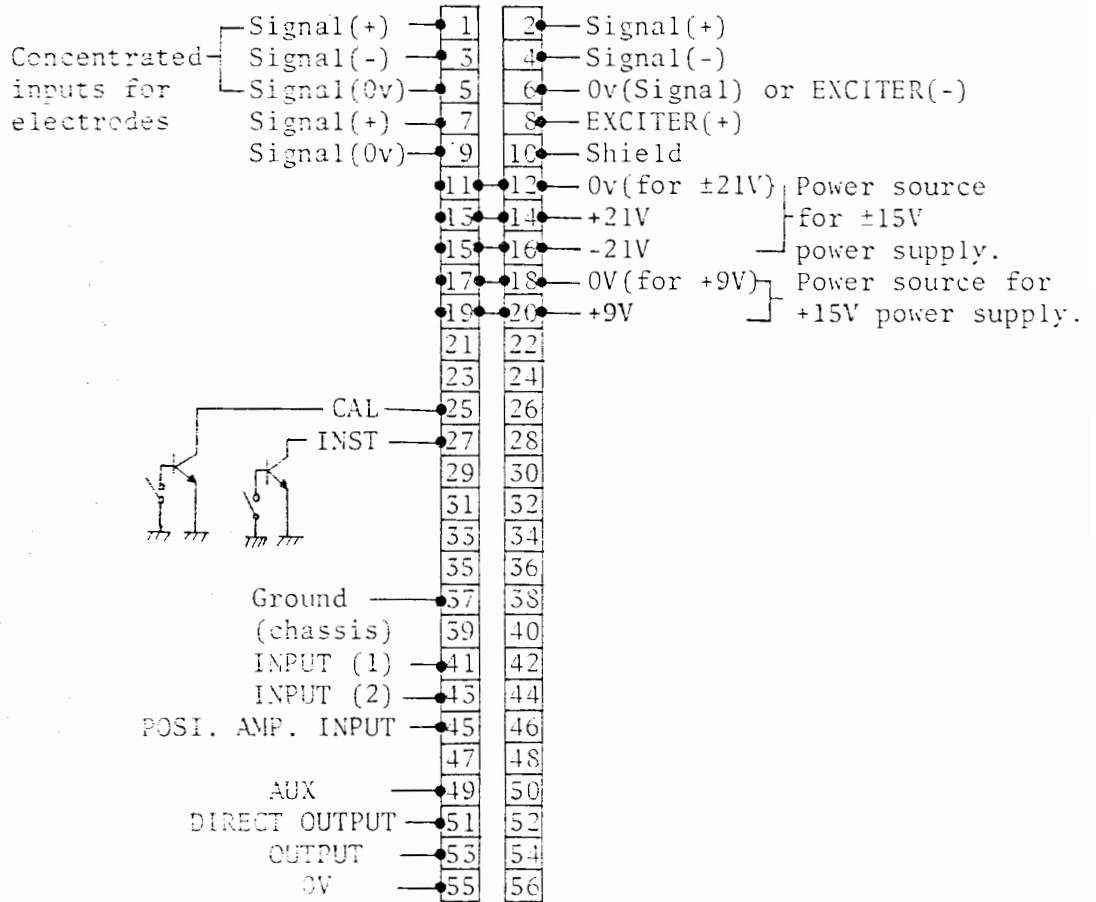 Signal(+) 1 2 Signal(+)
Concentrated Signal(-) 3 4 Signal(-)
inputs for Signal(0v) 5 6 0v(Signal) or EXCITER(-)
electrodes Signal(+) 7 8 EXCITER(+)
Signal(0v) 9 10 Shield
11 12 0v(for ±21V) Power source
13 14 +21V for ±15V
15 16 -21V power supply.
17 18 0V(for +9V) Power source for
19 20 +9V +15V power supply.
21 22
23 24
CAL 25 26
INST 27 28
29 30
31 32
33 34
35 36
Ground 37 38
(chassis) 39 40
INPUT (1) 41 42
INPUT (2) 43 44
POSI. AMP. INPUT 45 46
47 48
AUX 49 50
DIRECT OUTPUT 51 52
OUTPUT 53 54
0V 55 56